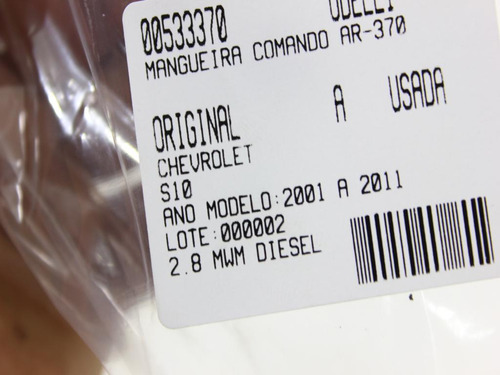 00533370
MANGUEIRA COMANDO AR-370
ORIGINAL A USADA
CHEVROLET
S10
ANO MODELO:2001 A 2011
LOTE:000002
2.8 MWM DIESEL